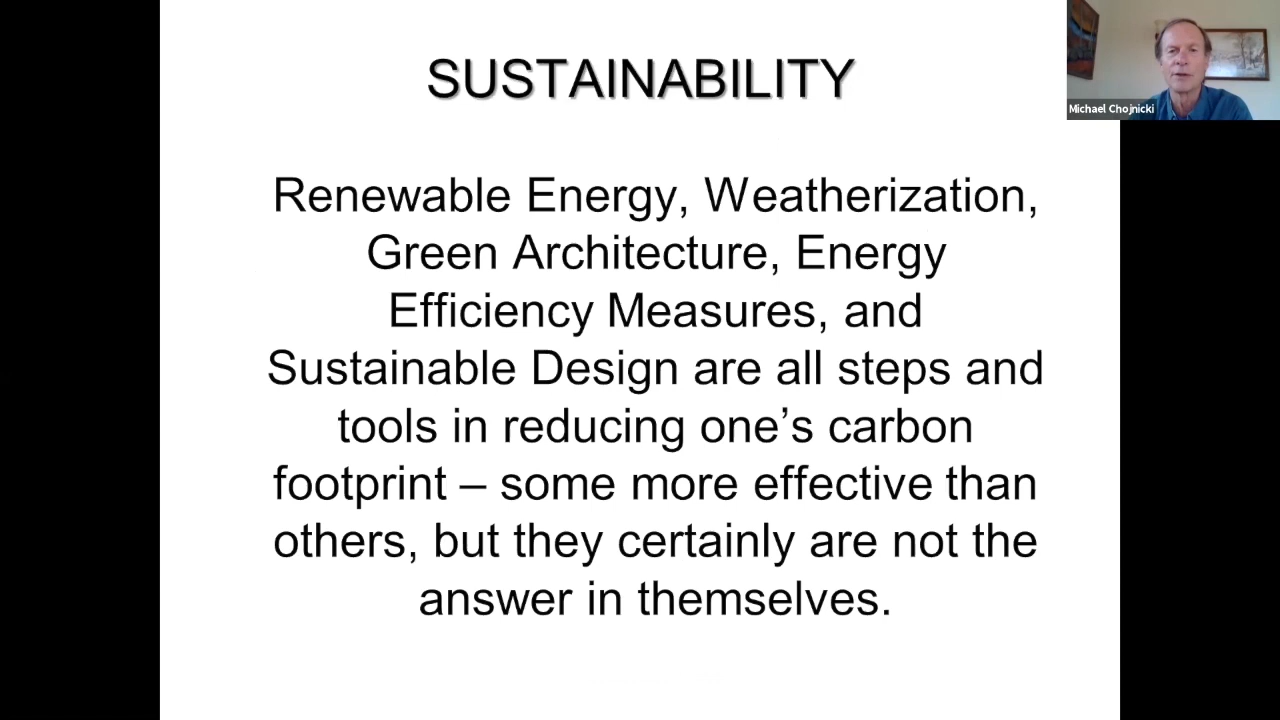 SUSTAINABILITY
Michael Chojnicki
Renewable Energy, Weatherization,
Green Architecture, Energy
Efficiency Measures, and
Sustainable Design are all steps and
tools in reducing one’s carbon
footprint – some more effective than
others, but they certainly are not the
answer in themselves.